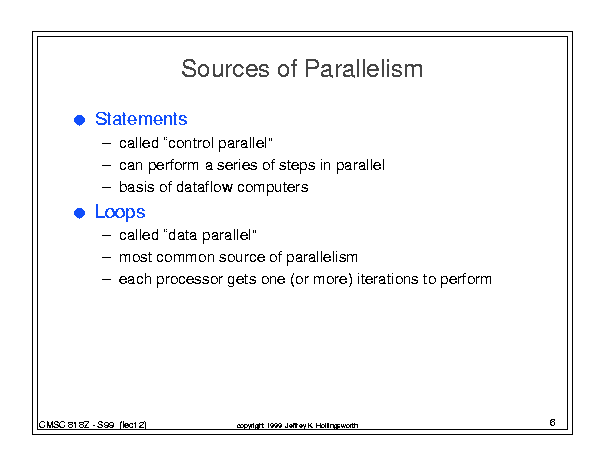 Sources of Parallelism
● Statements
– called "control parallel"
– can perform a series of steps in parallel
– basis of dataflow computers
● Loops
– called "data parallel"
– most common source of parallelism
– each processor gets one (or more) iterations to perform
CMSC 818Z - S99 (lect 2)
copyright 1999 Jeffrey K. Hollingsworth
6